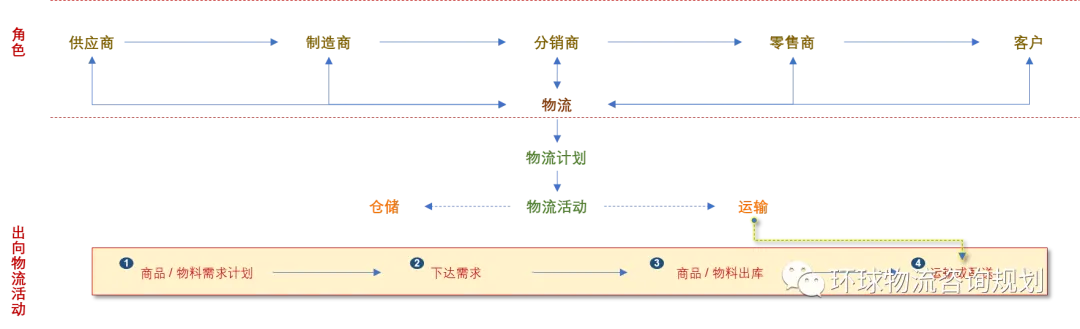 角色
供应商
制造商
分销商
零售商
客户
物流
物流计划
仓储
物流活动
运输
出向物流活动
1 商品 / 物料需求计划
2 下达需求
3 商品 / 物料出库
4
环球物流咨询规划